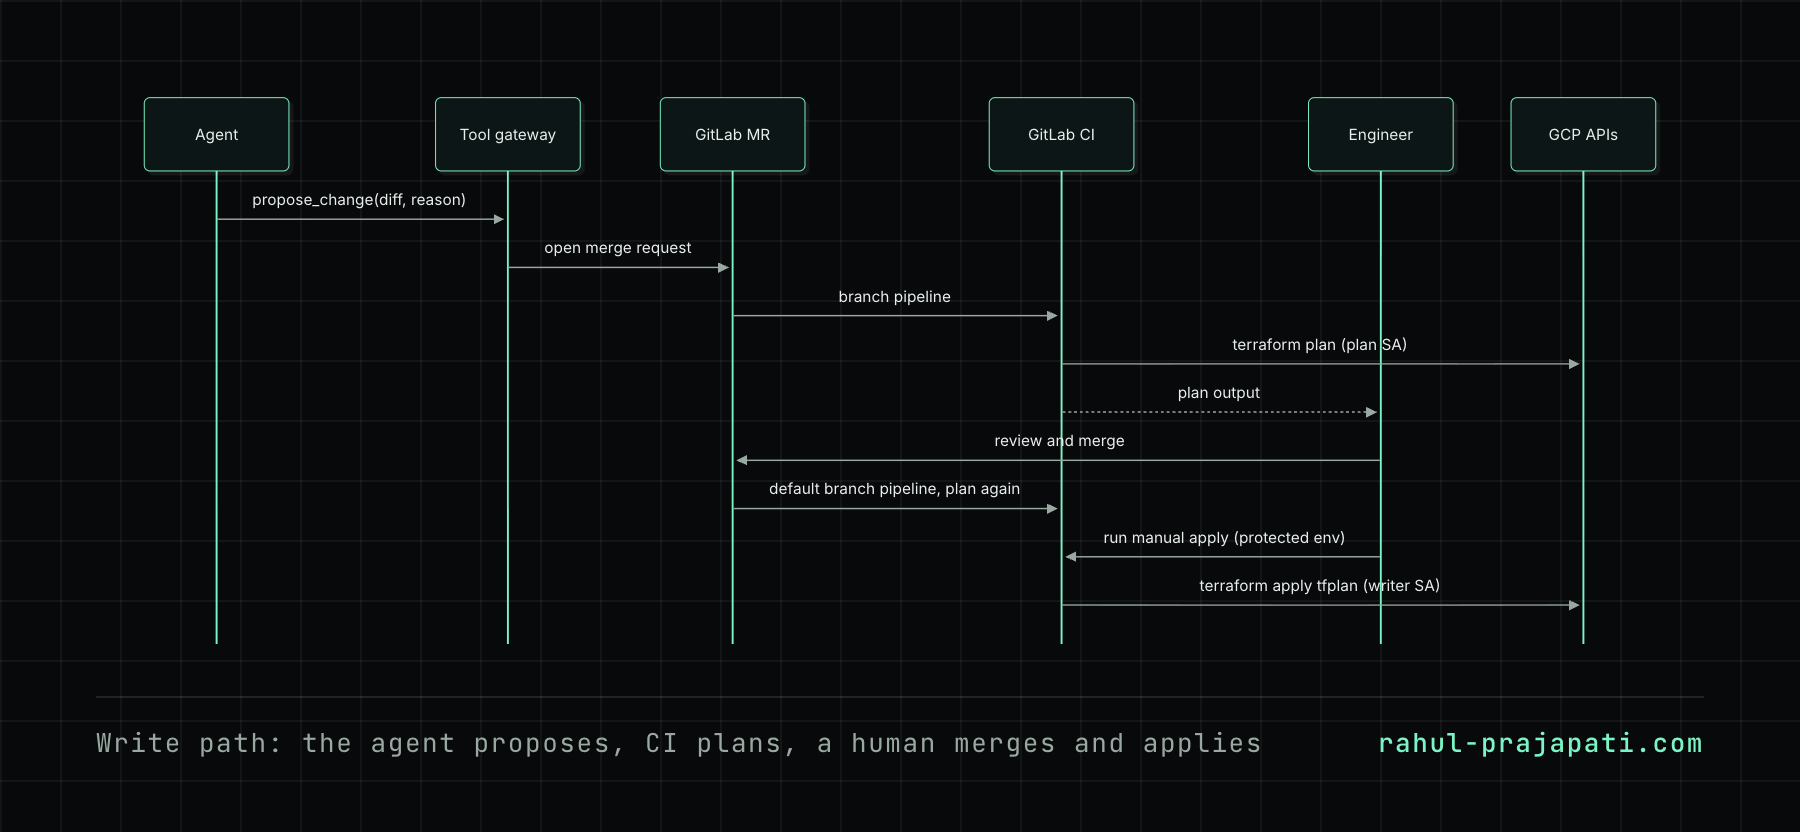 Agent
Tool gateway
GitLab MR
GitLab CI
Engineer
GCP APIs
propose_change(diff, reason)
open merge request
branch pipeline
terraform plan (plan SA)
plan output
review and merge
default branch pipeline, plan again
run manual apply (protected env)
terraform apply tfplan (writer SA)
Write path: the agent proposes, CI plans, a human merges and applies
rahul-prajapati.com